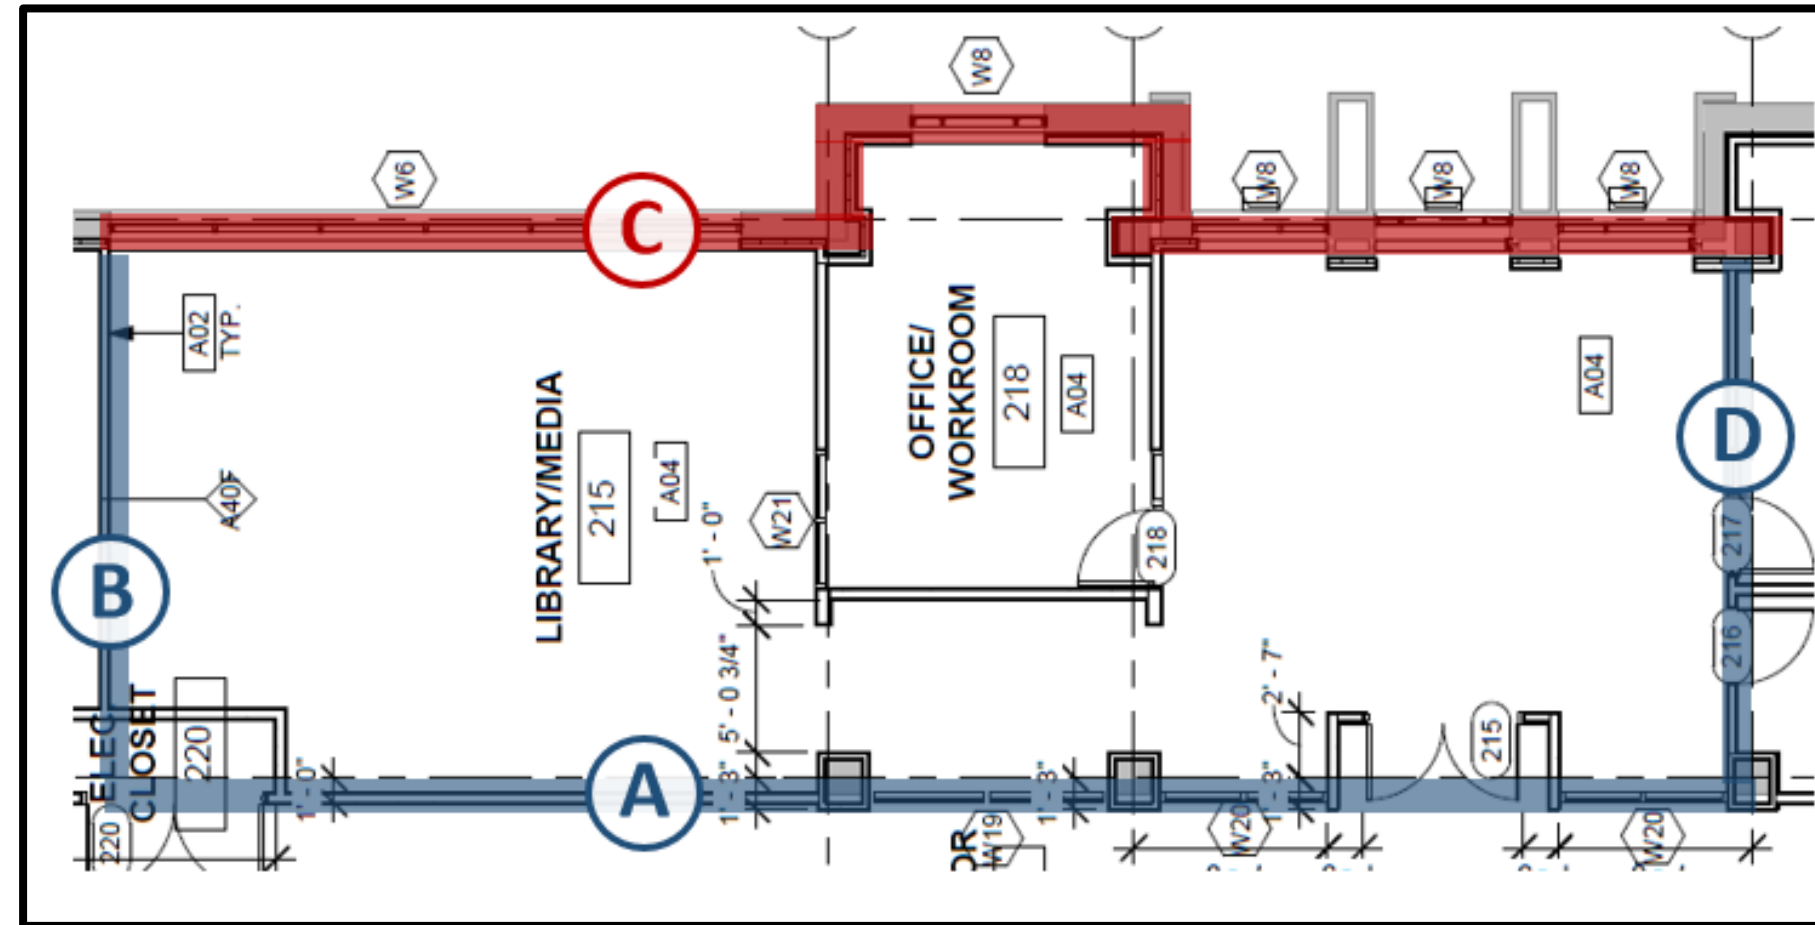 W8
W6
C
W8
W8
W8
A02
TYP.
OFFICE/
WORKROOM
218
A04
A04
LIBRARY/MEDIA
215
A04
A40F
W21
1' - 0"
218
D
217
216
B
5' - 0 3/4"
2' - 7"
215
ELEC.
CLOSET
220
220
1' - 0"
A
1' - 3"
1' - 3"
1' - 3"
W19
W20
W20